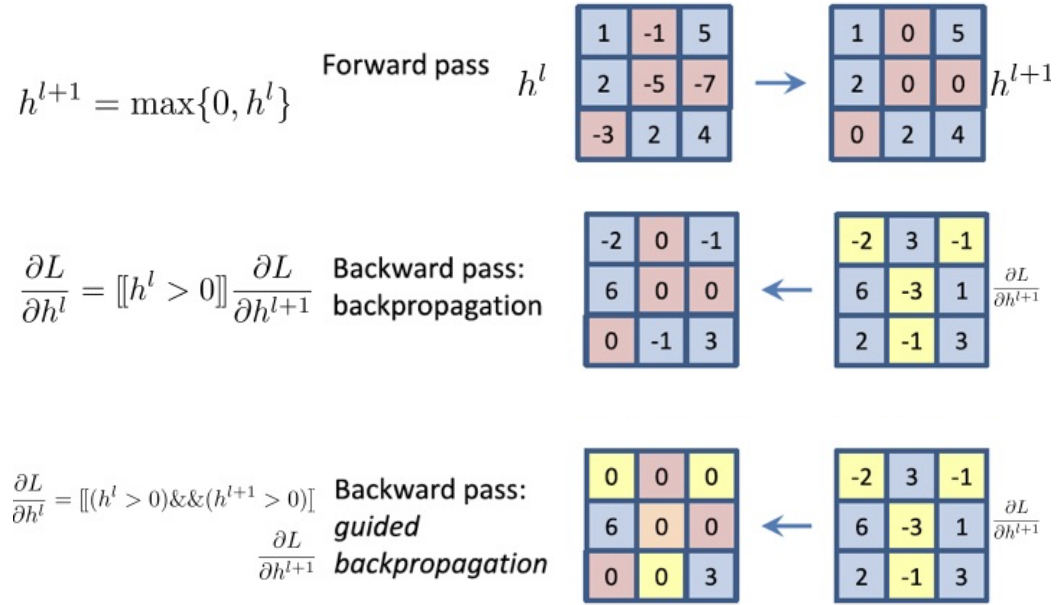 h^{l+1} = max{0, h^l}
Forward pass
h^l
1 -1 5
2 -5 -7
-3 2 4
1 0 5
2 0 0
0 2 4
h^{l+1}
∂L/∂h^l = [[h^l > 0]] ∂L/∂h^{l+1}
Backward pass:
backpropagation
-2 0 -1
6 0 0
0 -1 3
-2 3 -1
6 -3 1
2 -1 3
∂L/∂h^{l+1}
∂L/∂h^l = [[(h^l > 0)&&(h^{l+1} > 0)]]
∂L/∂h^{l+1}
Backward pass:
guided
backpropagation
0 0 0
6 0 0
0 0 3
-2 3 -1
6 -3 1
2 -1 3
∂L/∂h^{l+1}